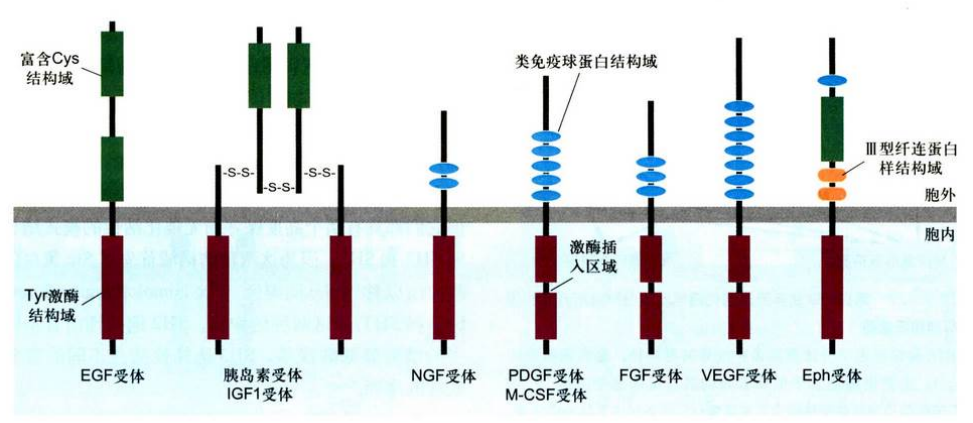 富含Cys
结构域
类免疫球蛋白结构域
Ⅲ型纤连蛋白
样结构域
-S-S-
-S-S-
-S-S-
胞外
胞内
激酶插
入区域
Tyr激酶
结构域
EGF受体
胰岛素受体
IGF1受体
NGF受体
PDGF受体
M-CSF受体
FGF受体
VEGF受体
Eph受体